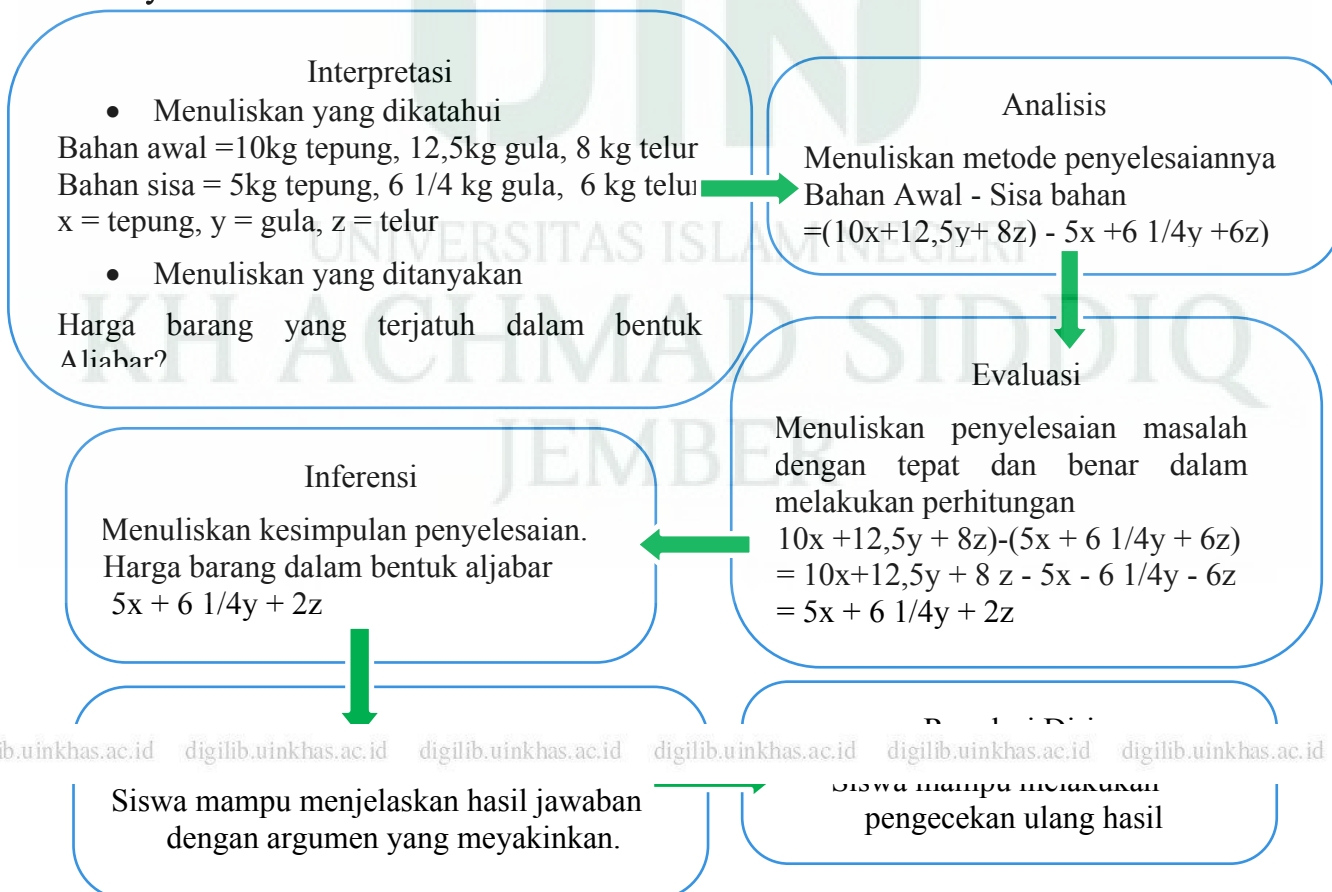 Interpretasi
• Menuliskan yang dikatahui
Bahan awal =10kg tepung, 12,5kg gula, 8 kg telur
Bahan sisa = 5kg tepung, 6 1/4 kg gula, 6 kg telur
x = tepung, y = gula, z = telur
• Menuliskan yang ditanyakan
Harga barang yang terjatuh dalam bentuk
Aljabar?
Analisis
Menuliskan metode penyelesaiannya
Bahan Awal - Sisa bahan
=(10x+12,5y+ 8z) - 5x +6 1/4y +6z)
Evaluasi
Menuliskan penyelesaian masalah
dengan tepat dan benar dalam
melakukan perhitungan
10x +12,5y + 8z)-(5x + 6 1/4y + 6z)
= 10x+12,5y + 8 z - 5x - 6 1/4y - 6z
= 5x + 6 1/4y + 2z
Inferensi
Menuliskan kesimpulan penyelesaian.
Harga barang dalam bentuk aljabar
5x + 6 1/4y + 2z
Siswa mampu menjelaskan hasil jawaban
dengan argumen yang meyakinkan.
Siswa mampu melakukan
pengecekan ulang hasil
UIN
UNIVERSITAS ISLAM NEGERI
KH ACHMAD SIDDIQ
JEMBER
ib.uinkhas.ac.id digilib.uinkhas.ac.id digilib.uinkhas.ac.id digilib.uinkhas.ac.id digilib.uinkhas.ac.id digilib.uinkhas.ac.id